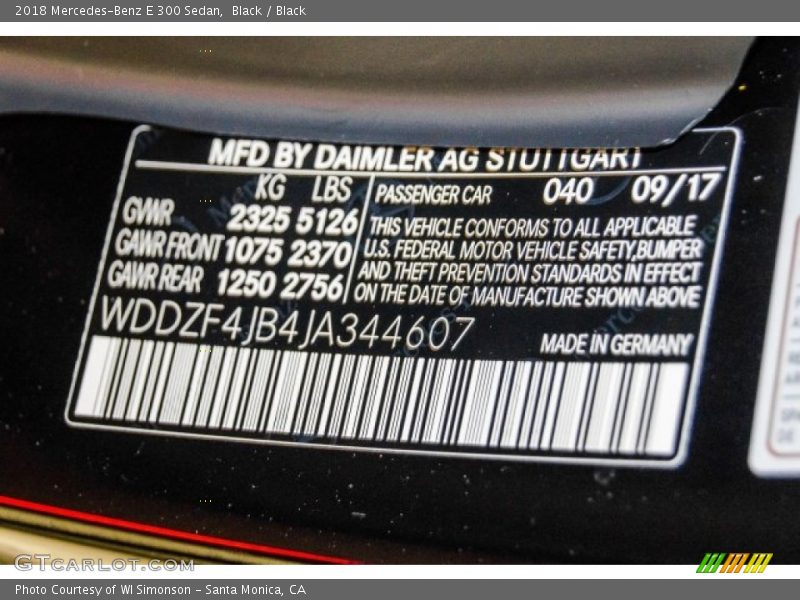 2018 Mercedes-Benz E 300 Sedan, Black / Black
MFD BY DAIMLER AG STUTTGART
KG LBS
GVWR 2325 5126
GAWR FRONT 1075 2370
GAWR REAR 1250 2756
PASSENGER CAR 040 09/17
THIS VEHICLE CONFORMS TO ALL APPLICABLE
U.S. FEDERAL MOTOR VEHICLE SAFETY,BUMPER
AND THEFT PREVENTION STANDARDS IN EFFECT
ON THE DATE OF MANUFACTURE SHOWN ABOVE
WDDZF4JB4JA344607
MADE IN GERMANY
GTCARLOT.COM
Photo Courtesy of WI Simonson - Santa Monica, CA